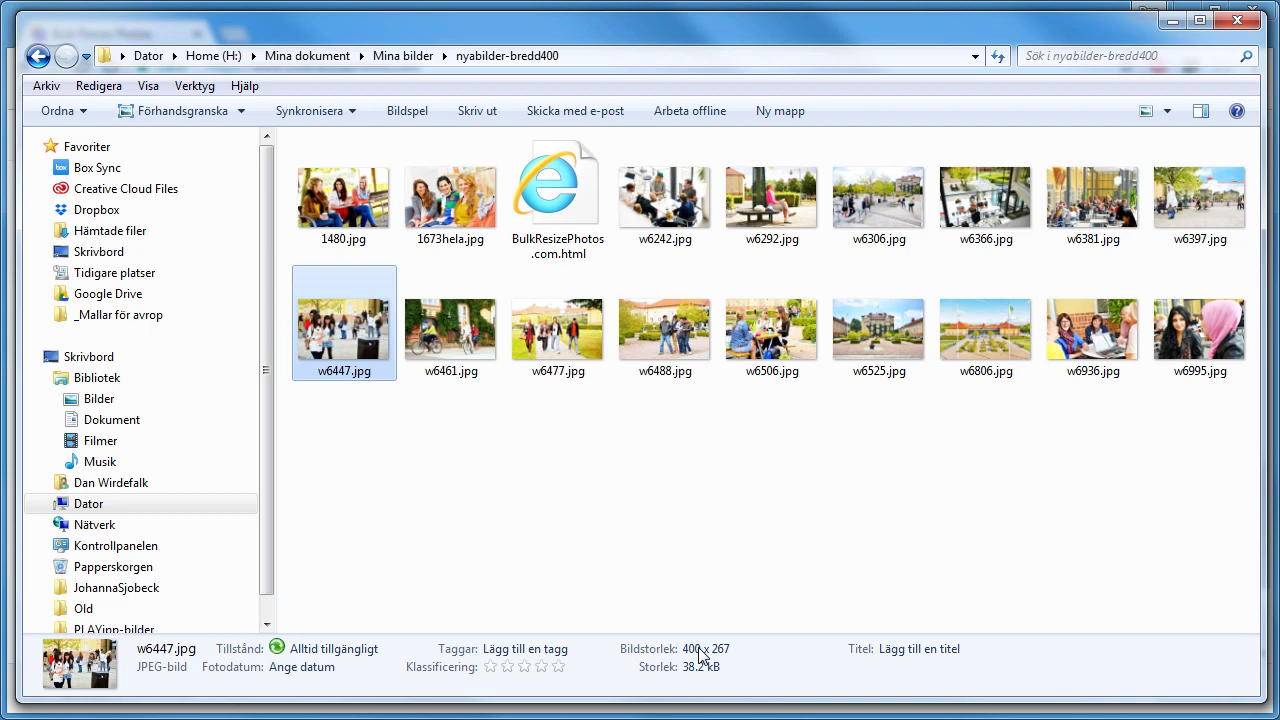 Dator Home (H:) Mina dokument Mina bilder nyabilder-bredd400 Sök i nyabilder-bredd400
Arkiv Redigera Visa Verktyg Hjälp
Ordna Förhandsgranska Synkronisera Bildspel Skriv ut Skicka med e-post Arbeta offline Ny mapp
Favoriter
box Box Sync
Creative Cloud Files
Dropbox
Hämtade filer
Skrivbord
Tidigare platser
Google Drive
_Mallar för avrop
Skrivbord
Bibliotek
Bilder
Dokument
Filmer
Musik
Dan Wirdefalk
Dator
Nätverk
Kontrollpanelen
Papperskorgen
JohannaSjobeck
Old
PLAYipp-bilder
1480.jpg 1673hela.jpg BulkResizePhotos w6242.jpg w6292.jpg w6306.jpg w6366.jpg w6381.jpg w6397.jpg
.com.html
w6447.jpg w6461.jpg w6477.jpg w6488.jpg w6506.jpg w6525.jpg w6806.jpg w6936.jpg w6995.jpg
w6447.jpg Tillstånd: Alltid tillgängligt Taggar: Lägg till en tagg Bildstorlek: 400 x 267 Titel: Lägg till en titel
JPEG-bild Fotodatum: Ange datum Klassificering: Storlek: 38.2 kB